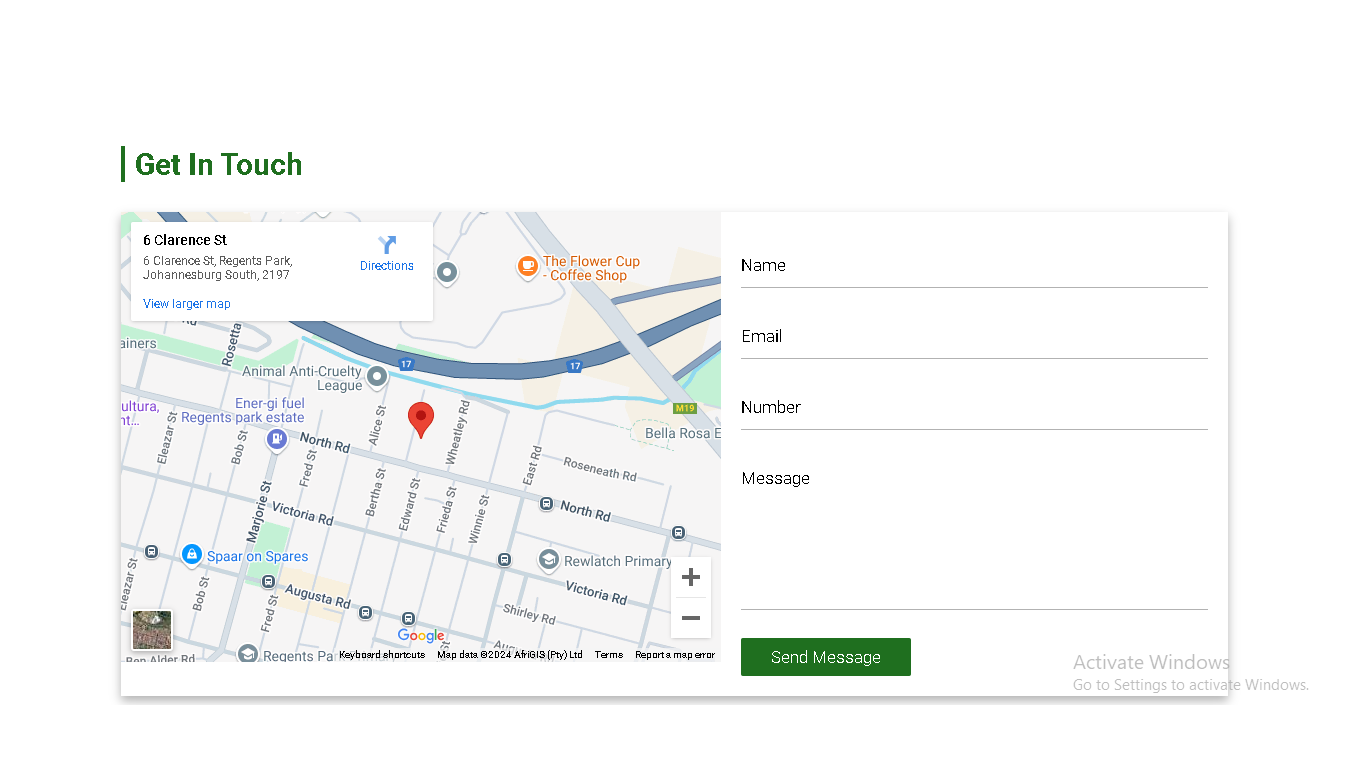 Get In Touch
6 Clarence St
6 Clarence St, Regents Park,
Johannesburg South, 2197
Directions
View larger map
The Flower Cup
- Coffee Shop
Rd
Rosetta
ainers
17
17
Animal Anti-Cruelty
League
ultura,
nt...
Ener-gi fuel
Regents park estate
M19
Bella Rosa E
Eleazar St
Bob St
Fred St
Alice St
Wheatley Rd
North Rd
East Rd
Roseneath Rd
Bertha St
Edward St
Frieda St
Winnie St
Marjorie St
Victoria Rd
North Rd
Spaar on Spares
Rewlatch Primary
Eleazar St
Bob St
Fred St
Augusta Rd
Victoria Rd
Shirley Rd
Google
Ben Alder Rd
Regents Pa
Keyboard shortcuts
Map data ©2024 AfriGIS (Pty) Ltd
Terms
Report a map error
Name
Email
Number
Message
Send Message
Activate Windows
Go to Settings to activate Windows.